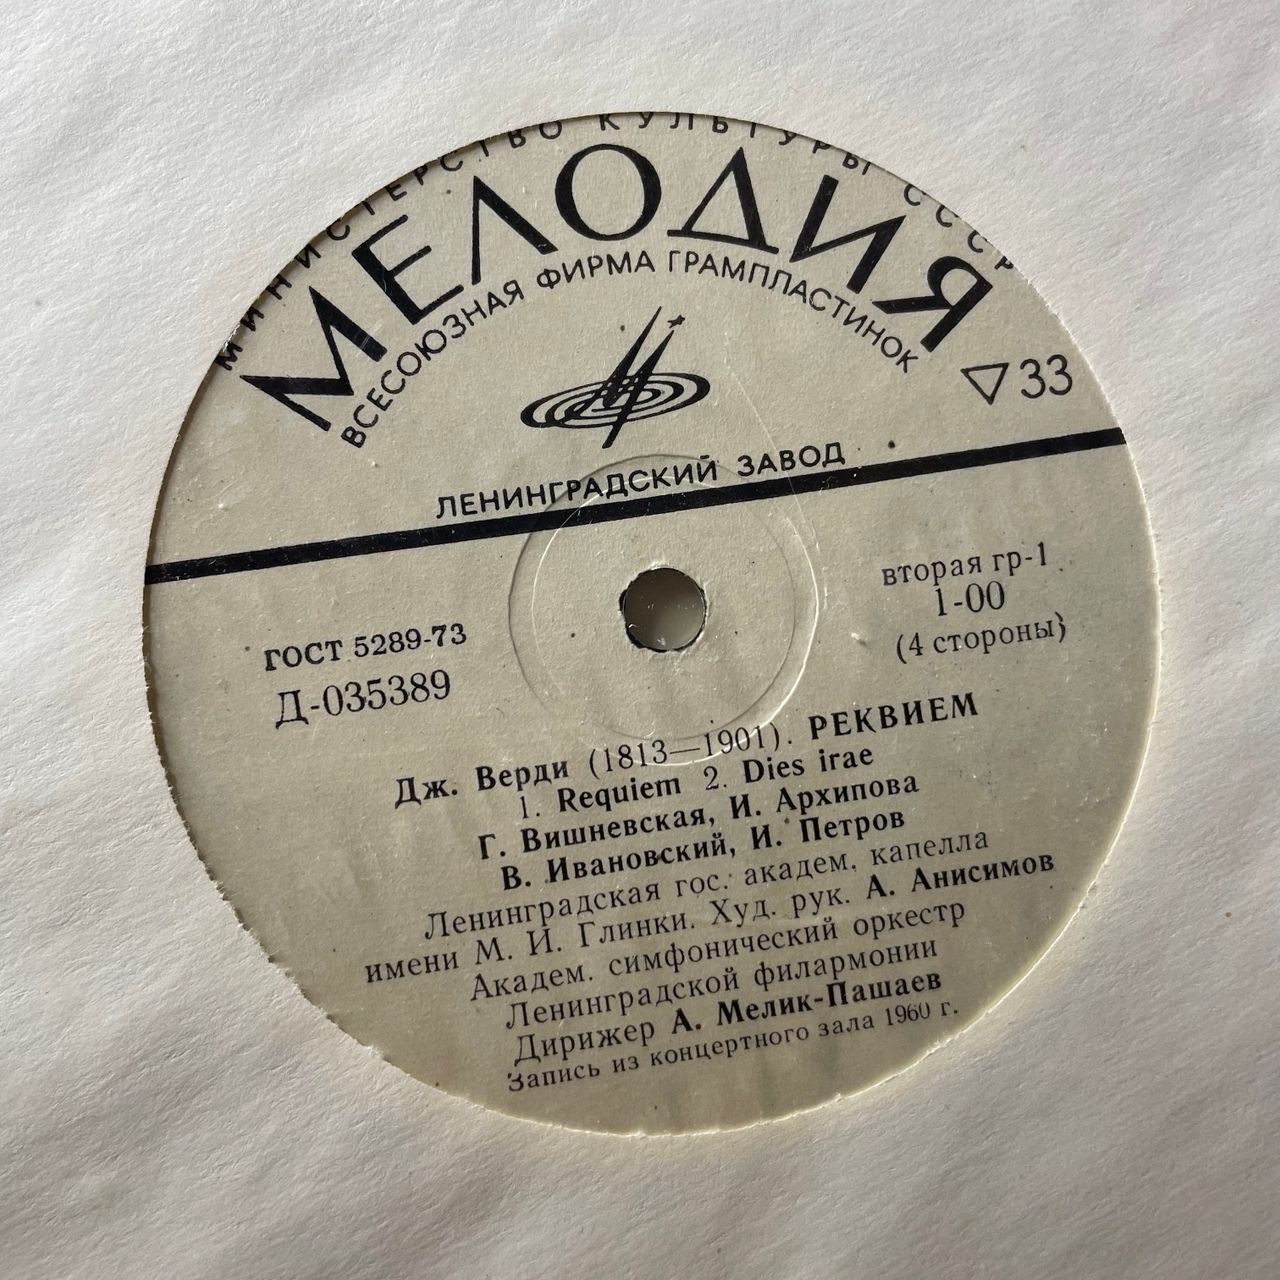 МИНИСТЕРСТВО КУЛЬТУРЫ СССР
МЕЛОДИЯ
ВСЕСОЮЗНАЯ ФИРМА ГРАМПЛАСТИНОК
▽33
ЛЕНИНГРАДСКИЙ ЗАВОД
ГОСТ 5289-73
Д-035389
вторая гр-1
1-00
(4 стороны)
Дж. Верди (1813—1901). РЕКВИЕМ
1. Requiem 2. Dies irae
Г. Вишневская, И. Архипова
В. Ивановский, И. Петров
Ленинградская гос. академ. капелла
имени М. И. Глинки. Худ. рук. А. Анисимов
Академ. симфонический оркестр
Ленинградской филармонии
Дирижер А. Мелик-Пашаев
Запись из концертного зала 1960 г.